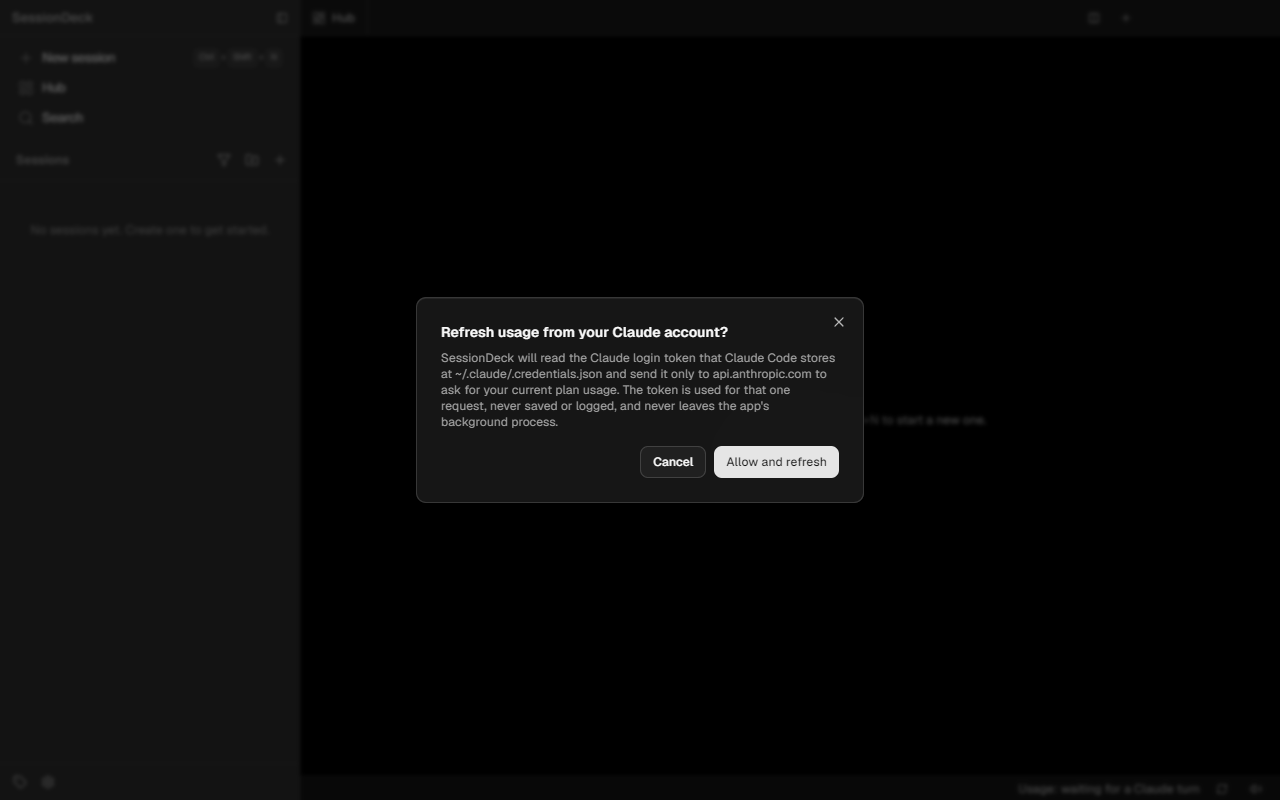 SessionDeck
Hub
New session
Hub
Search
Sessions
No sessions yet. Create one to get started.
Refresh usage from your Claude account?
SessionDeck will read the Claude login token that Claude Code stores
at ~/.claude/.credentials.json and send it only to api.anthropic.com to
ask for your current plan usage. The token is used for that one
request, never saved or logged, and never leaves the app's
background process.
to start a new one.
Cancel
Allow and refresh
Usage: waiting for a Claude turn